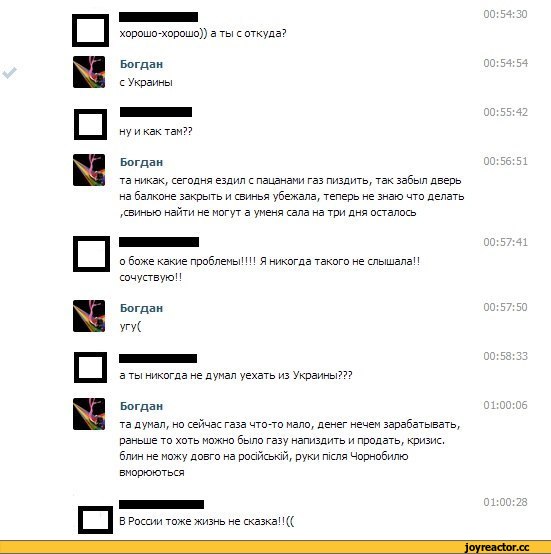 00:54:30
хорошо-хорошо)) а ты с откуда?
Богдан 00:54:54
с Украины
00:55:42
ну и как там??
Богдан 00:56:51
та никак, сегодня ездил с пацанами газ пиздить, так забыл дверь
на балконе закрыть и свинья убежала, теперь не знаю что делать
,свинью найти не могут а уменя сала на три дня осталось
00:57:41
о боже какие проблемы!!!! Я никогда такого не слышала!!
сочуствую!!
Богдан 00:57:50
угу(
00:58:33
а ты никогда не думал уехать из Украины???
Богдан 01:00:06
та думал, но сейчас газа что-то мало, денег нечем зарабатывать,
раньше то хоть можно было газу напиздить и продать, кризис.
блин не можу довго на російській, руки після Чорнобилю
вморюються
01:00:28
В России тоже жизнь не сказка!!((
joyreactor.cc